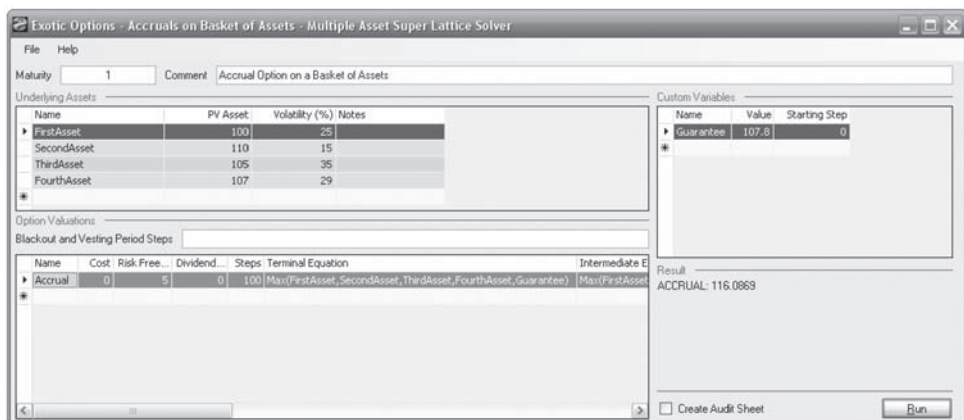 Exotic Options - Accruals on Basket of Assets - Multiple Asset Super Lattice Solver
File Help
Maturity 1 Comment Accrual Option on a Basket of Assets
Underlying Assets
Name PV Asset Volatility (%) Notes
FirstAsset 100 25
SecondAsset 110 15
ThirdAsset 105 35
FourthAsset 107 29
Custom Variables
Name Value Starting Step
Guarantee 107.8 0
Option Valuations
Blackout and Vesting Period Steps
Name Cost Risk Free... Dividend... Steps Terminal Equation Intermediate E
Accrual 0 5 0 100 Max(FirstAsset,SecondAsset,ThirdAsset,FourthAsset,Guarantee) Max(FirstAsset
Result
ACCRUAL: 116.0869
Create Audit Sheet Run